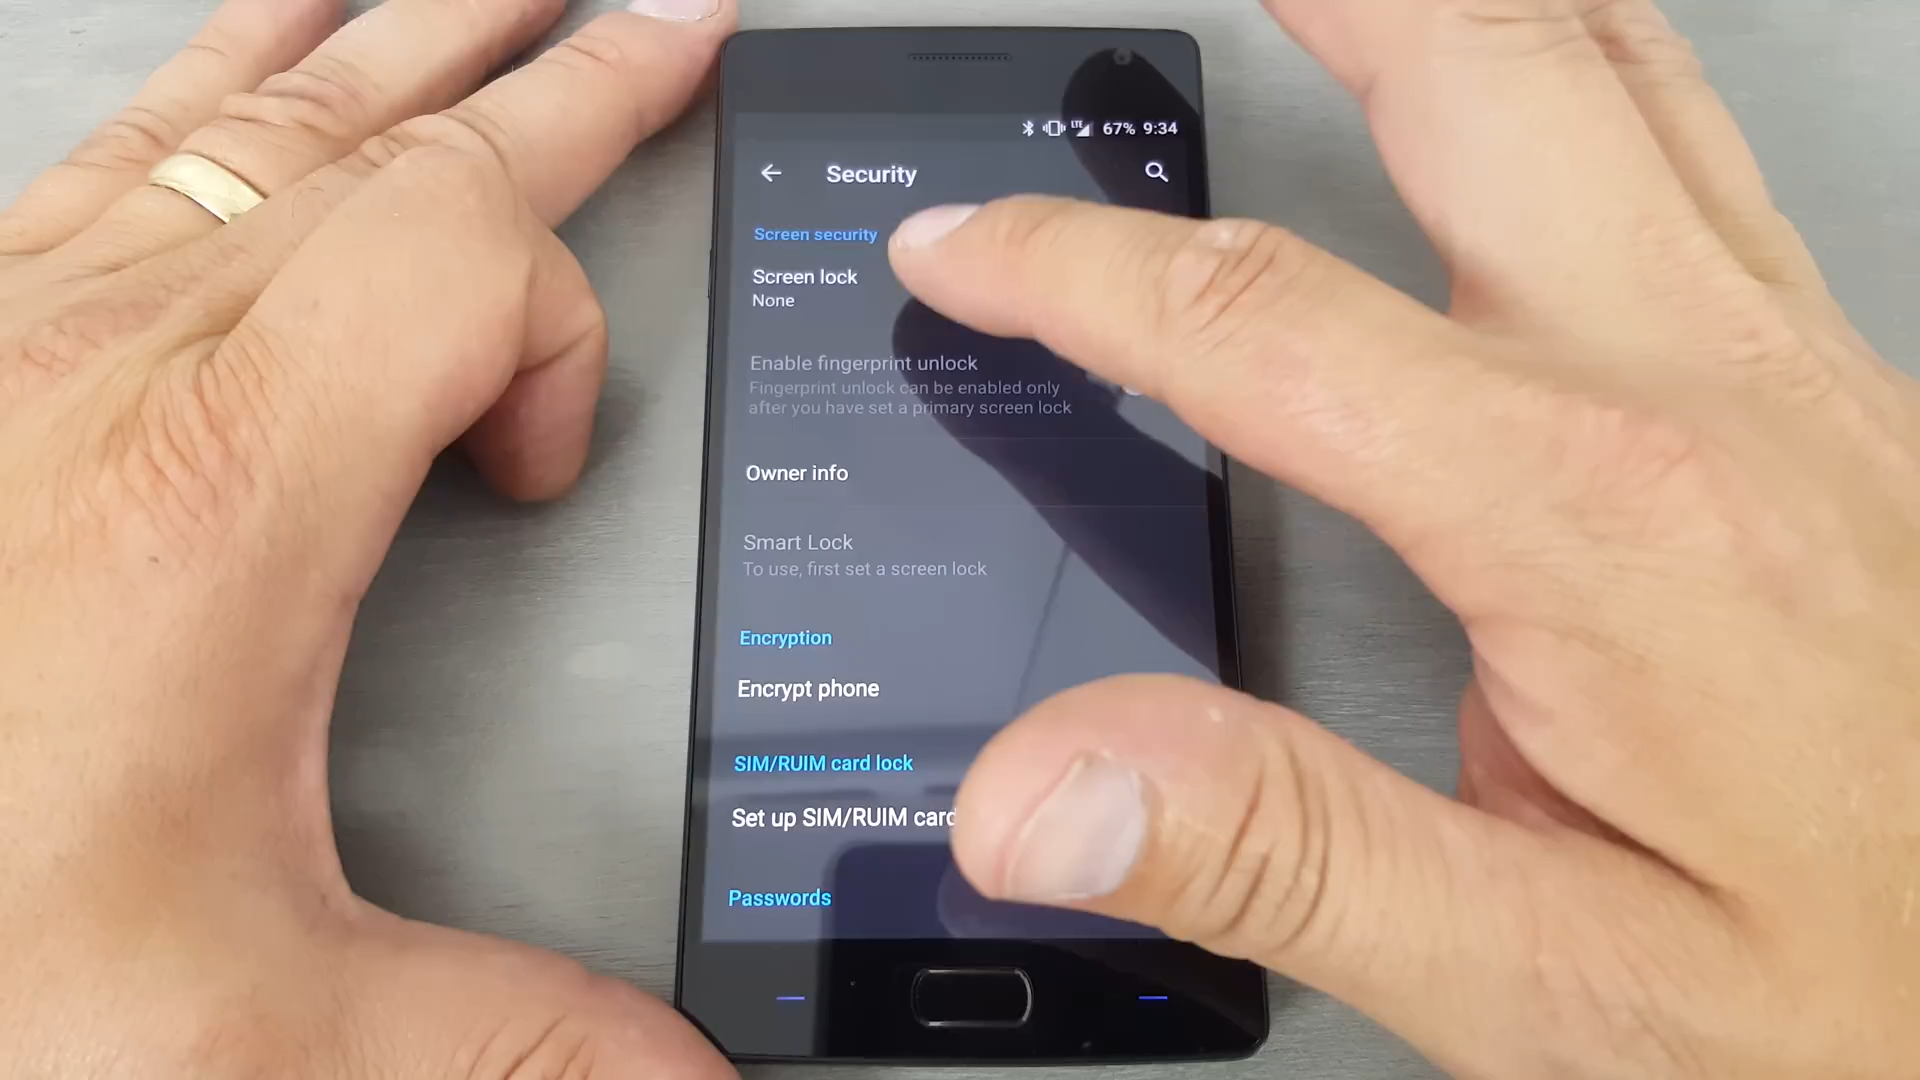 LTE 67% 9:34
Security
Screen security
Screen lock
None
Enable fingerprint unlock
Fingerprint unlock can be enabled only
after you have set a primary screen lock
Owner info
Smart Lock
To use, first set a screen lock
Encryption
Encrypt phone
SIM/RUIM card lock
Set up SIM/RUIM card
Passwords